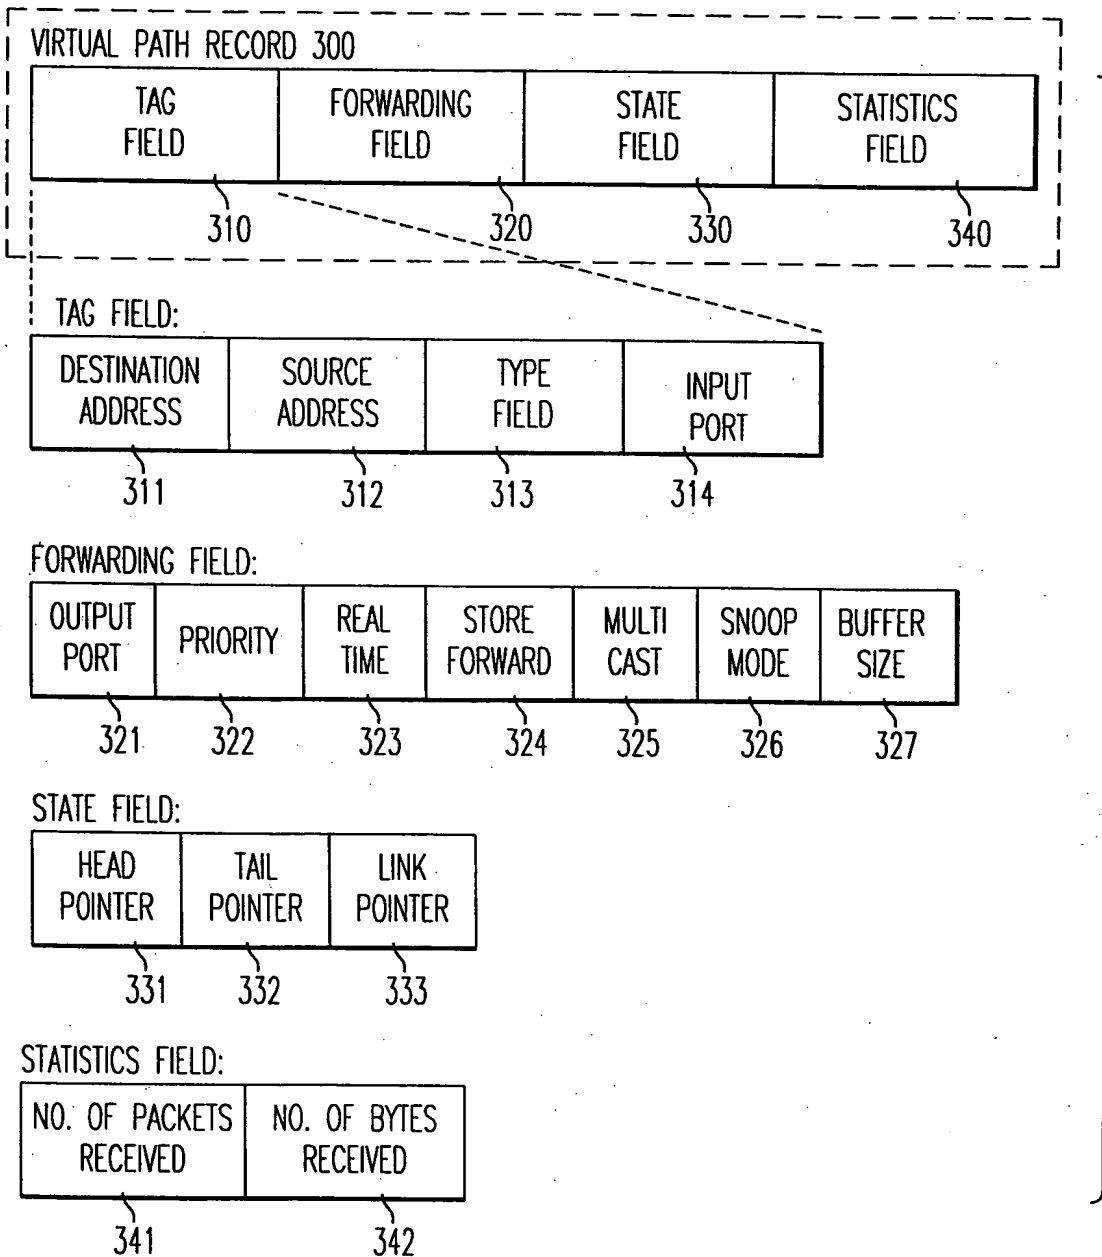 VIRTUAL PATH RECORD 300
TAG FIELD
FORWARDING FIELD
STATE FIELD
STATISTICS FIELD
310
320
330
340
TAG FIELD:
DESTINATION ADDRESS
SOURCE ADDRESS
TYPE FIELD
INPUT PORT
311
312
313
314
FORWARDING FIELD:
OUTPUT PORT
PRIORITY
REAL TIME
STORE FORWARD
MULTI CAST
SNOOP MODE
BUFFER SIZE
321
322
323
324
325
326
327
STATE FIELD:
HEAD POINTER
TAIL POINTER
LINK POINTER
331
332
333
STATISTICS FIELD:
NO. OF PACKETS RECEIVED
NO. OF BYTES RECEIVED
341
342